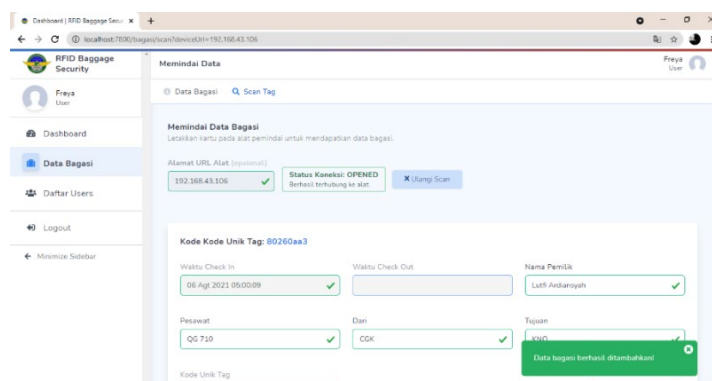 Dashboard | RFID Baggage Secu
localhost:7800/bagasi/scan?deviceUrl=192.168.43.106
RFID Baggage
Security
Memindai Data
Freya
User
Freya
User
Data Bagasi
Scan Tag
Dashboard
Data Bagasi
Daftar Users
Logout
Minimize Sidebar
Memindai Data Bagasi
Letakkan kartu pada alat pemindai untuk mendapatkan data bagasi.
Alamat URL Alat (opsional)
192.168.43.106
Status Koneksi: OPENED
Berhasil terhubung ke alat.
Ulangi Scan
Kode Kode Unik Tag: 80260aa3
Waktu Check In
Waktu Check Out
Nama Pemilik
06 Agt 2021 05:00:09
Lutfi Ardiansyah
Pesawat
Dari
Tujuan
QG 710
CGK
KNO
Data bagasi berhasil ditambahkan!
Kode Unik Tag